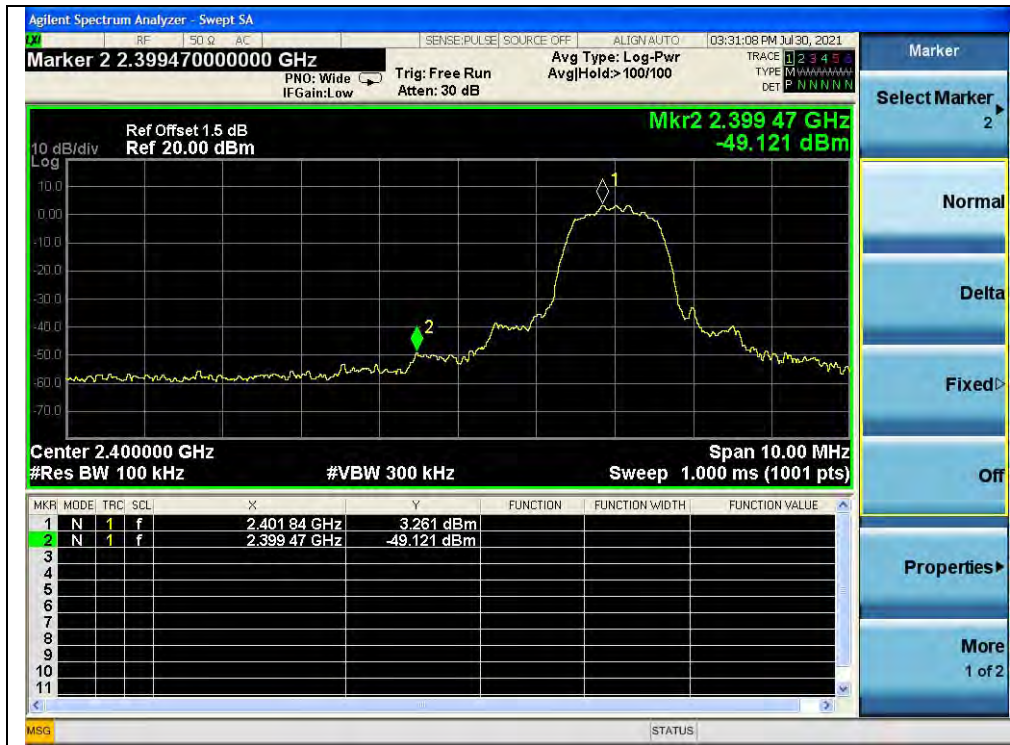 Agilent Spectrum Analyzer - Swept SA
LXI RF 50 Ω AC SENSE:PULSE SOURCE OFF ALIGN AUTO 03:31:08 PM Jul 30, 2021
Marker 2 2.399470000000 GHz
PNO: Wide
IFGain:Low
Trig: Free Run
Atten: 30 dB
Avg Type: Log-Pwr
Avg|Hold:>100/100
TRACE 1 2 3 4 5 6
TYPE M
DET P N N N N N
Mkr2 2.399 47 GHz
-49.121 dBm
Ref Offset 1.5 dB
10 dB/div Ref 20.00 dBm
Log
10.0
0.00
-10.0
-20.0
-30.0
-40.0
-50.0
-60.0
-70.0
1
2
Center 2.400000 GHz Span 10.00 MHz
#Res BW 100 kHz #VBW 300 kHz Sweep 1.000 ms (1001 pts)
MKR MODE TRC SCL X Y FUNCTION FUNCTION WIDTH FUNCTION VALUE
1 N 1 f 2.401 84 GHz 3.261 dBm
2 N 1 f 2.399 47 GHz -49.121 dBm
3
4
5
6
7
8
9
10
11
MSG STATUS
Marker
Select Marker
2
Normal
Delta
Fixed
Off
Properties
More
1 of 2